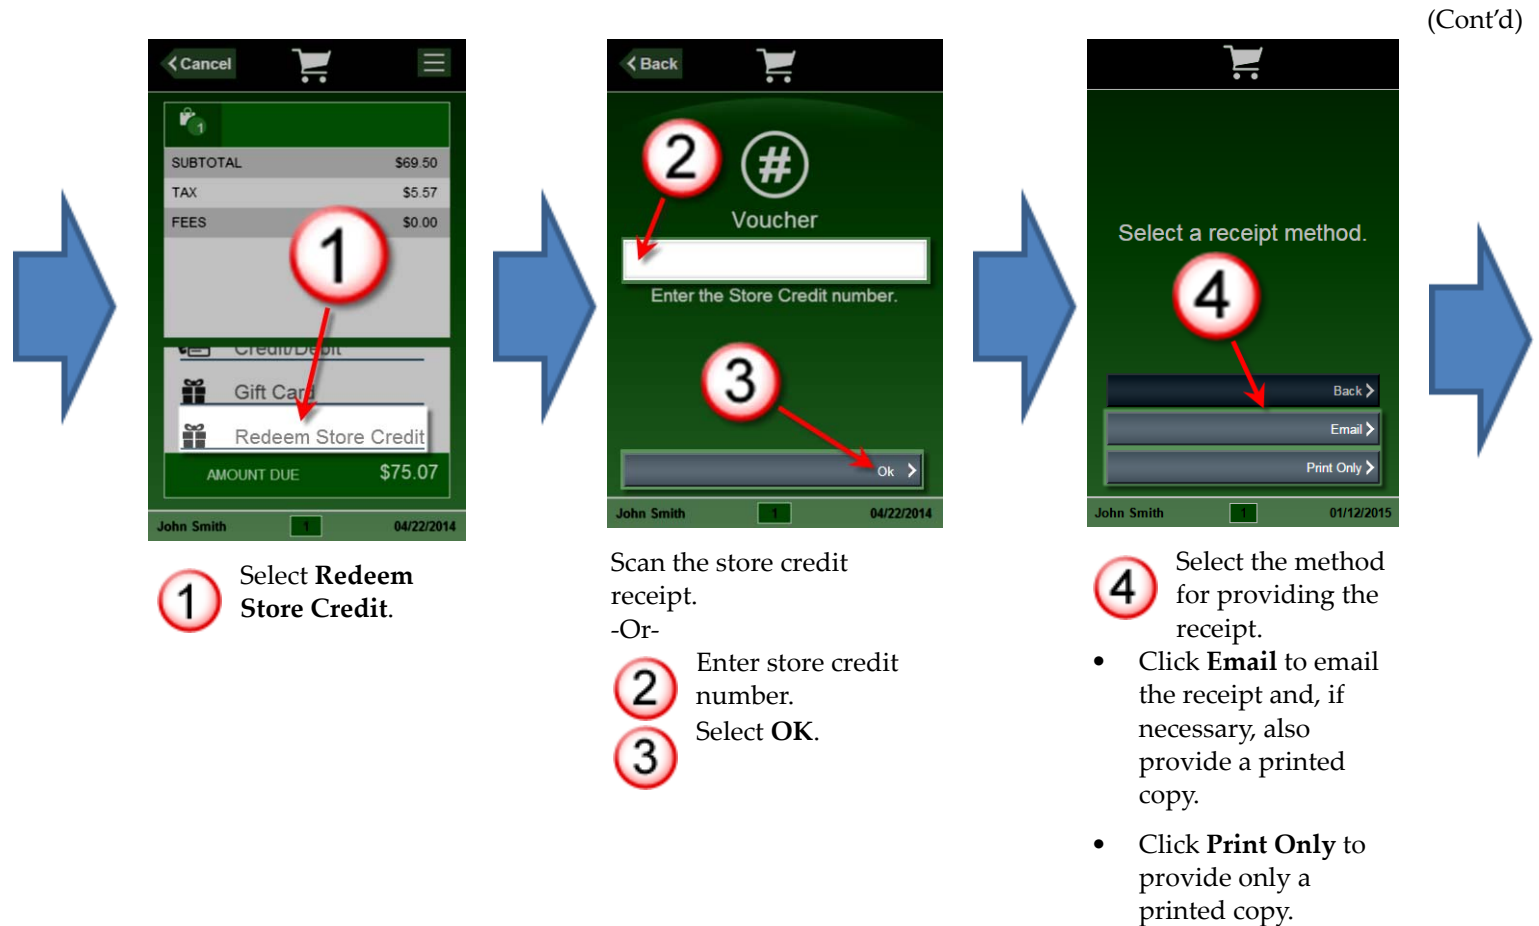 (Cont'd)
Cancel
1
SUBTOTAL $69.50
TAX $5.57
FEES $0.00
1
Credit/Debit
Gift Card
Redeem Store Credit
AMOUNT DUE $75.07
John Smith 1 04/22/2014
1
Select Redeem
Store Credit.
Back
2
#
Voucher
Enter the Store Credit number.
3
Ok
John Smith 1 04/22/2014
Scan the store credit
receipt.
-Or-
2
Enter store credit
number.
3
Select OK.
Select a receipt method.
4
Back
Email
Print Only
John Smith 1 01/12/2015
4
Select the method
for providing the
receipt.
• Click Email to email
the receipt and, if
necessary, also
provide a printed
copy.
• Click Print Only to
provide only a
printed copy.